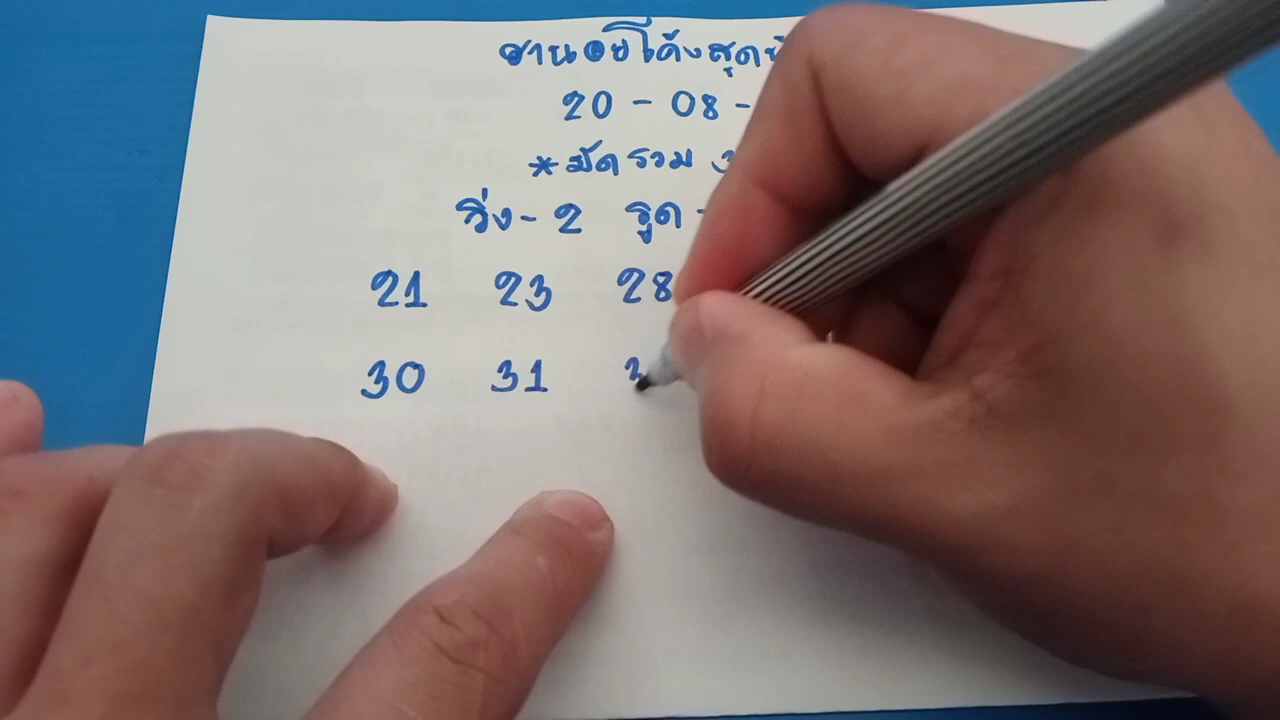 ฮานอยโค้งสุด
20 - 08 -
*มัดรวม
วิ่ง - 2 รูด -
21 23 28
30 31 3